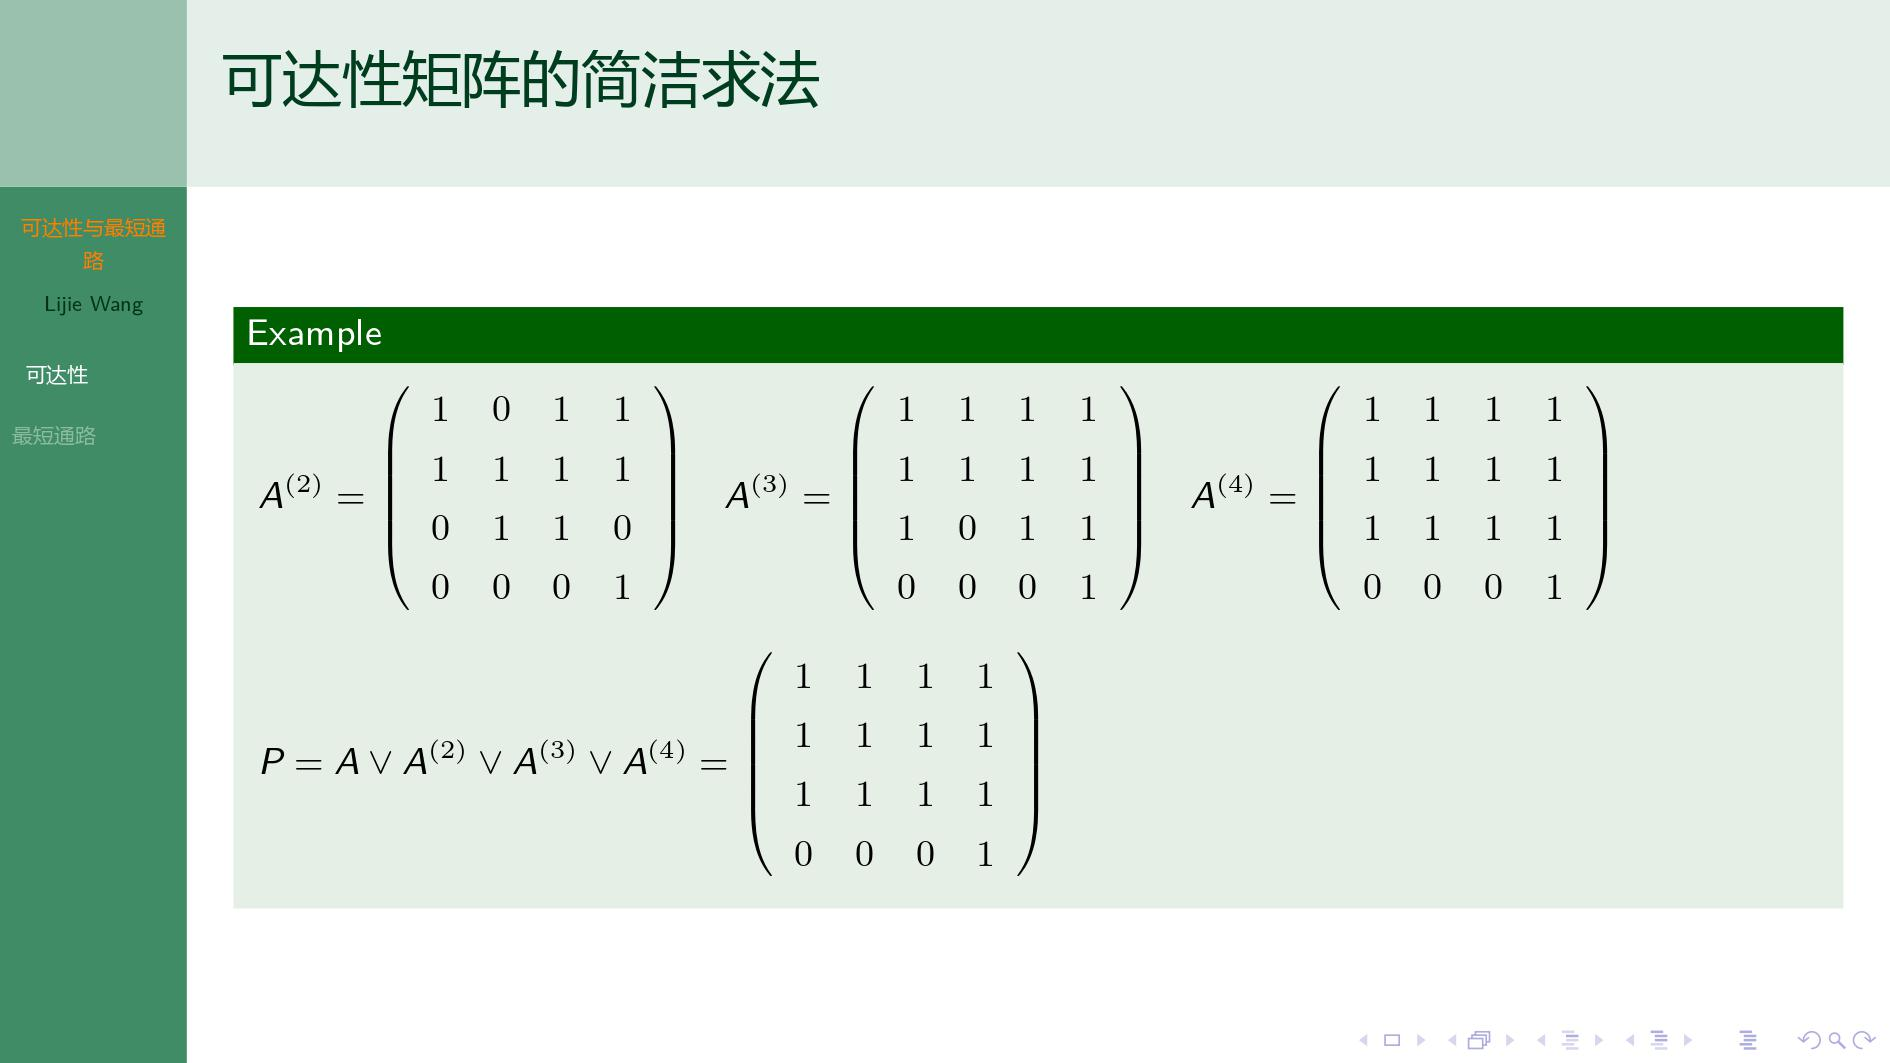 可达性矩阵的简洁求法
可达性与最短通
路
Lijie Wang
可达性
最短通路
Example
A^{(2)} = \begin{pmatrix} 1 & 0 & 1 & 1 \\ 1 & 1 & 1 & 1 \\ 0 & 1 & 1 & 0 \\ 0 & 0 & 0 & 1 \end{pmatrix} A^{(3)} = \begin{pmatrix} 1 & 1 & 1 & 1 \\ 1 & 1 & 1 & 1 \\ 1 & 0 & 1 & 1 \\ 0 & 0 & 0 & 1 \end{pmatrix} A^{(4)} = \begin{pmatrix} 1 & 1 & 1 & 1 \\ 1 & 1 & 1 & 1 \\ 1 & 1 & 1 & 1 \\ 0 & 0 & 0 & 1 \end{pmatrix}
P = A ∨ A^{(2)} ∨ A^{(3)} ∨ A^{(4)} = \begin{pmatrix} 1 & 1 & 1 & 1 \\ 1 & 1 & 1 & 1 \\ 1 & 1 & 1 & 1 \\ 0 & 0 & 0 & 1 \end{pmatrix}